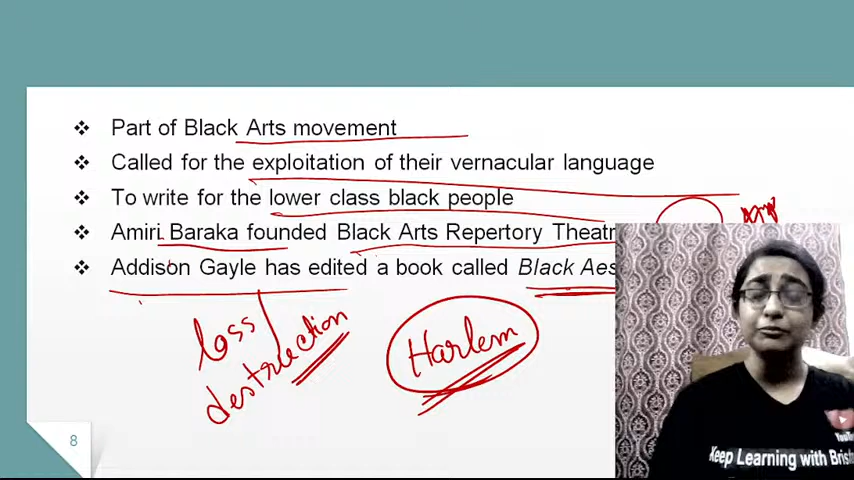 ❖ Part of Black Arts movement
❖ Called for the exploitation of their vernacular language
❖ To write for the lower class black people
❖ Amiri Baraka founded Black Arts Repertory Theatr
❖ Addison Gayle has edited a book called Black Aes
loss
destruction
Harlem
8
YouTu
Keep Learning with Brish